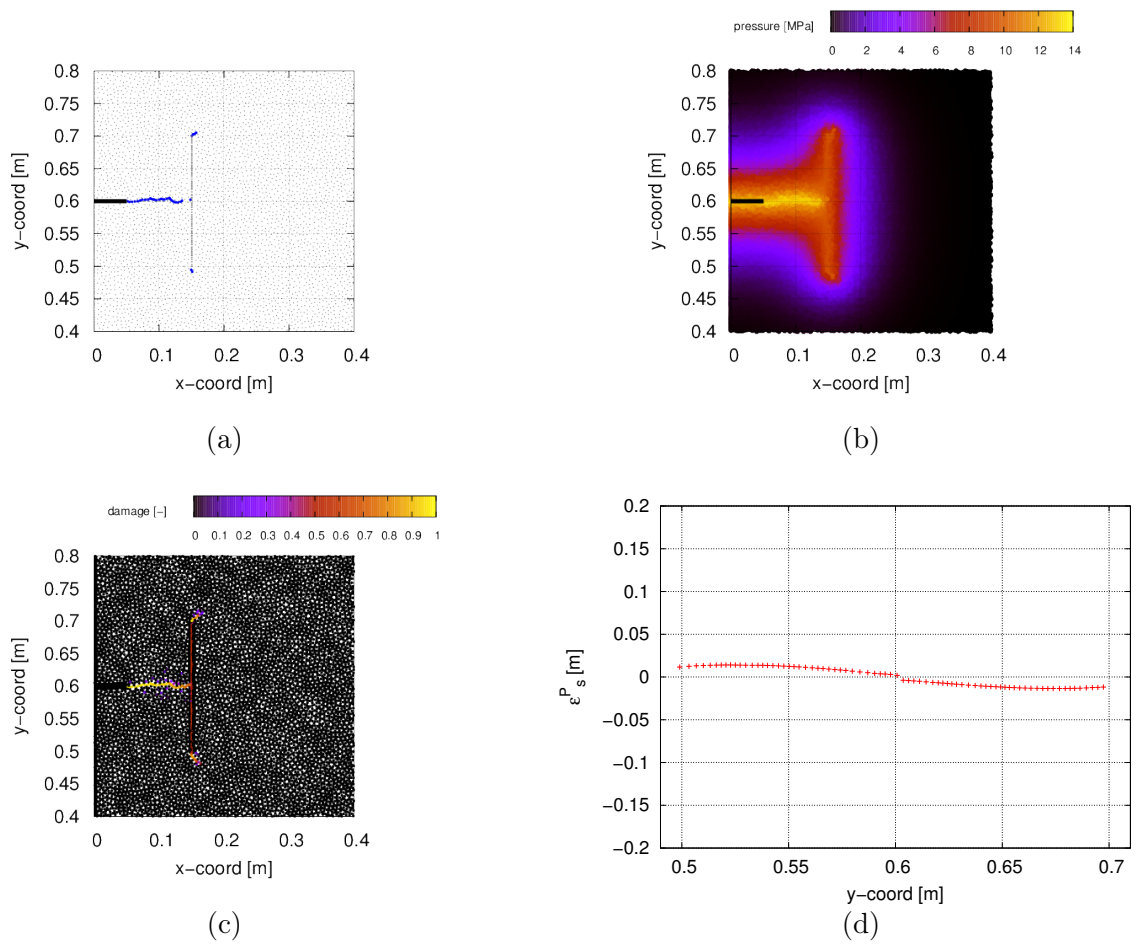 pressure [MPa]
0 2 4 6 8 10 12 14
0.8
0.7
0.65
0.6
0.55
0.5
0.45
0.4
y-coord [m]
0 0.1 0.2 0.3 0.4
x-coord [m]
(a)
0.8
0.75
0.7
0.65
0.6
0.55
0.5
0.45
0.4
y-coord [m]
0 0.1 0.2 0.3 0.4
x-coord [m]
(b)
damage [-]
0 0.1 0.2 0.3 0.4 0.5 0.6 0.7 0.8 0.9 1
0.8
0.75
0.7
0.65
0.6
0.55
0.5
0.45
0.4
y-coord [m]
0 0.1 0.2 0.3 0.4
x-coord [m]
(c)
0.2
0.15
0.1
0.05
0
-0.05
-0.1
-0.15
-0.2
εP s [m]
0.5 0.55 0.6 0.65 0.7
y-coord [m]
(d)